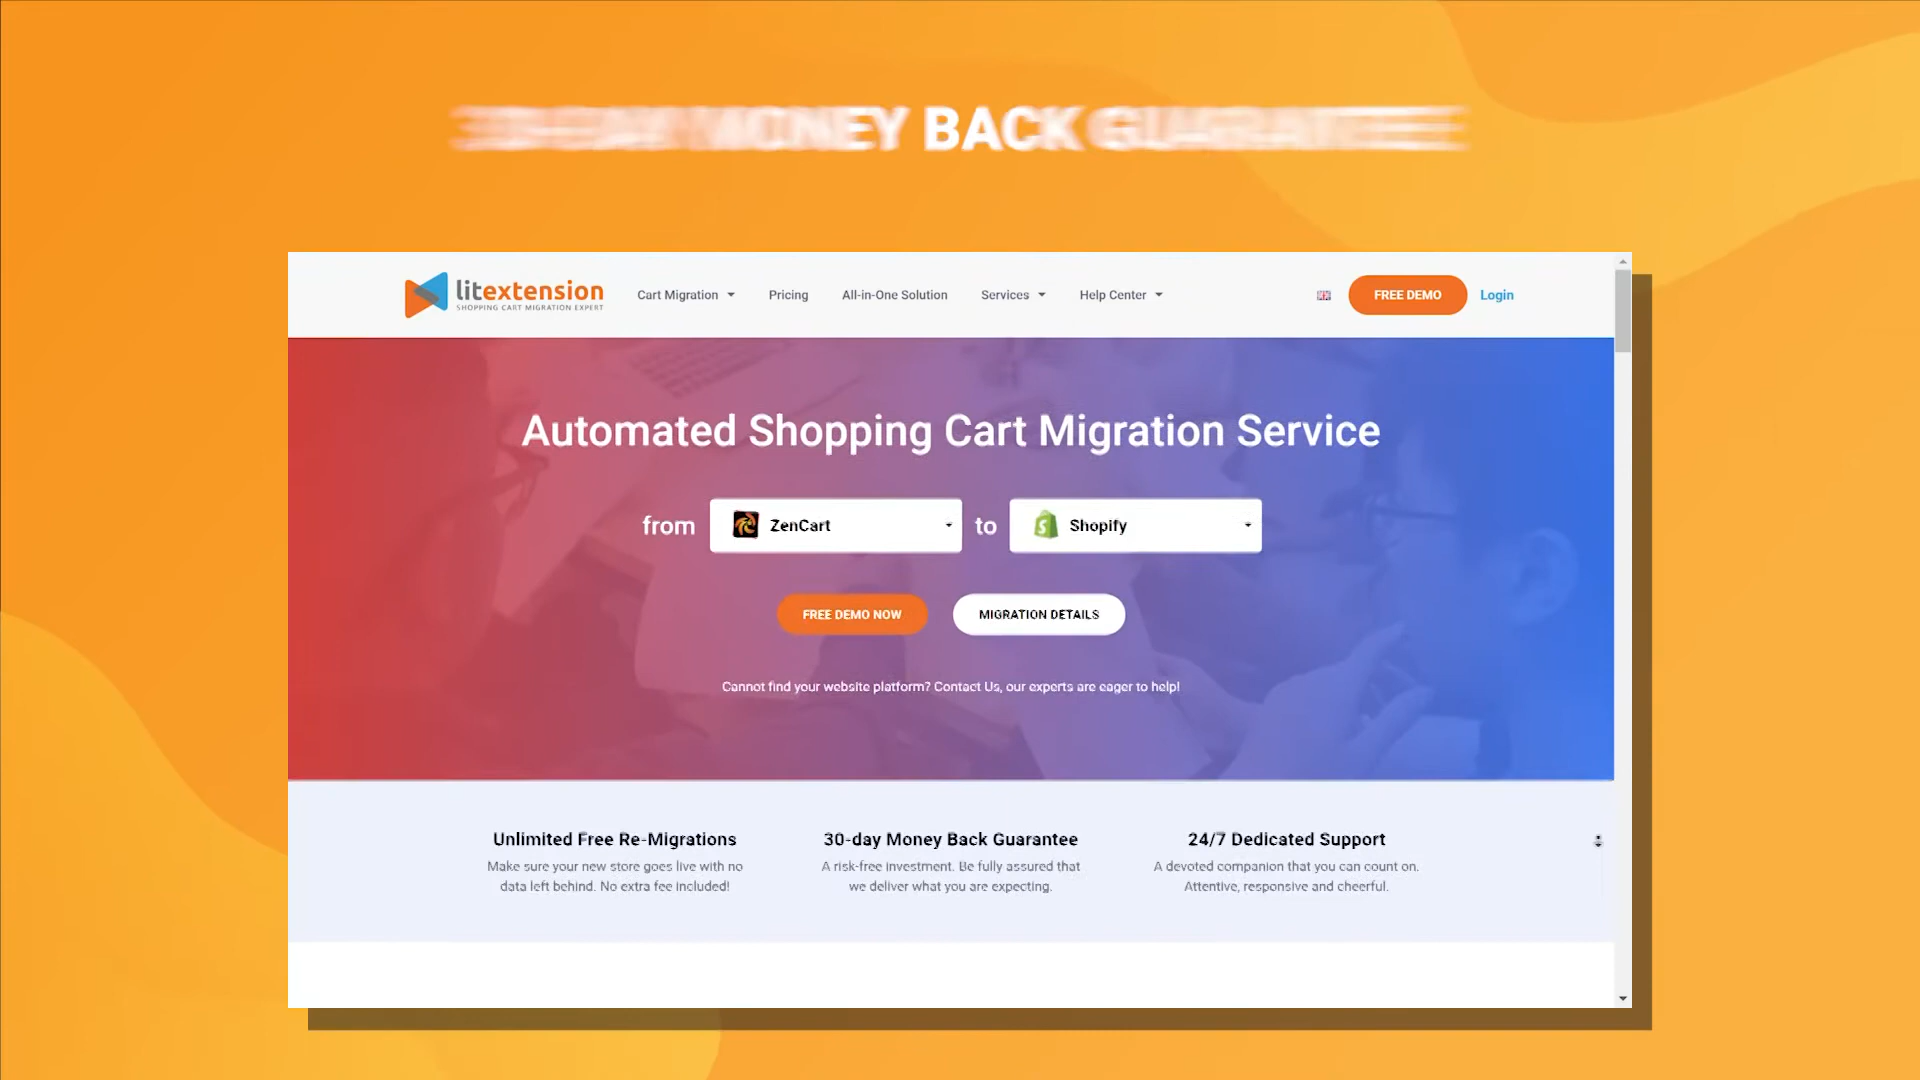 MONEY BACK
litextension
SHOPPING CART MIGRATION EXPERT
Cart Migration
Pricing
All-in-One Solution
Services
Help Center
FREE DEMO
Login
Automated Shopping Cart Migration Service
from
ZenCart
to
Shopify
FREE DEMO NOW
MIGRATION DETAILS
Cannot find your website platform? Contact Us, our experts are eager to help!
Unlimited Free Re-Migrations
Make sure your new store goes live with no
data left behind. No extra fee included!
30-day Money Back Guarantee
A risk-free investment. Be fully assured that
we deliver what you are expecting.
24/7 Dedicated Support
A devoted companion that you can count on.
Attentive, responsive and cheerful.